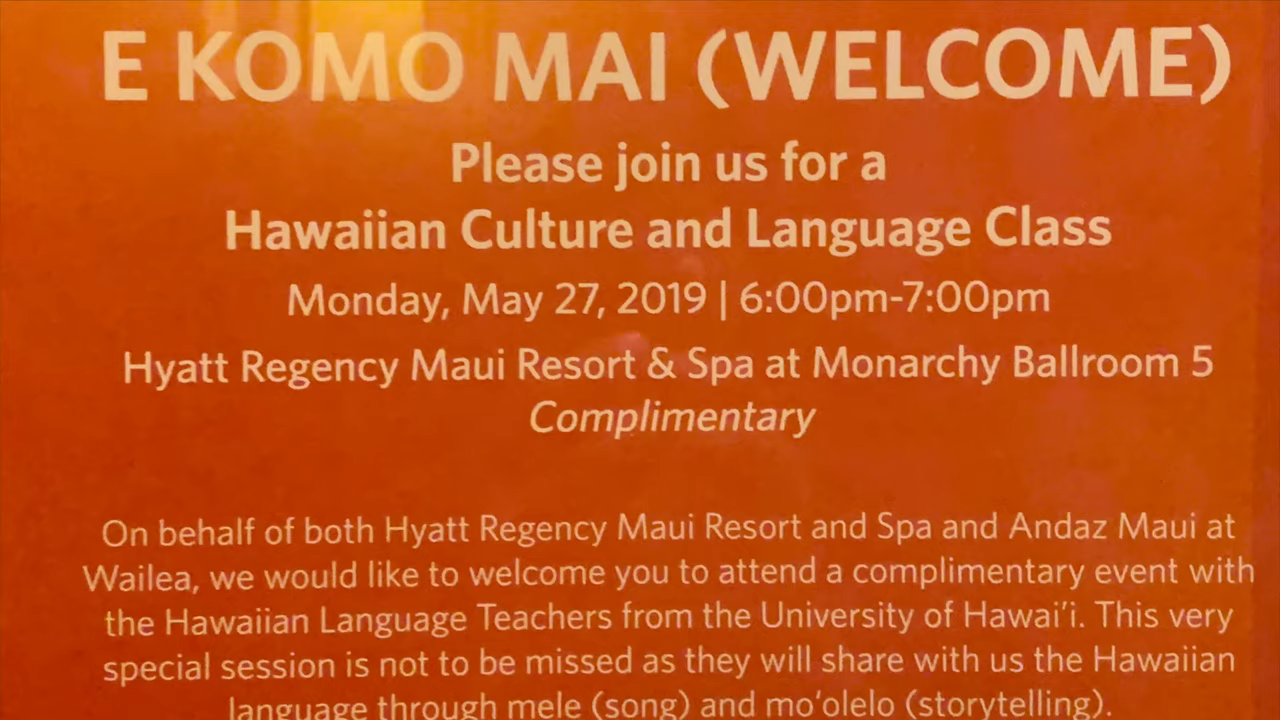 E KOMO MAI (WELCOME)
Please join us for a
Hawaiian Culture and Language Class
Monday, May 27, 2019 | 6:00pm-7:00pm
Hyatt Regency Maui Resort & Spa at Monarchy Ballroom 5
Complimentary
On behalf of both Hyatt Regency Maui Resort and Spa and Andaz Maui at
Wailea, we would like to welcome you to attend a complimentary event with
the Hawaiian Language Teachers from the University of Hawai’i. This very
special session is not to be missed as they will share with us the Hawaiian
language through mele (song) and mo‘olelo (storytelling).